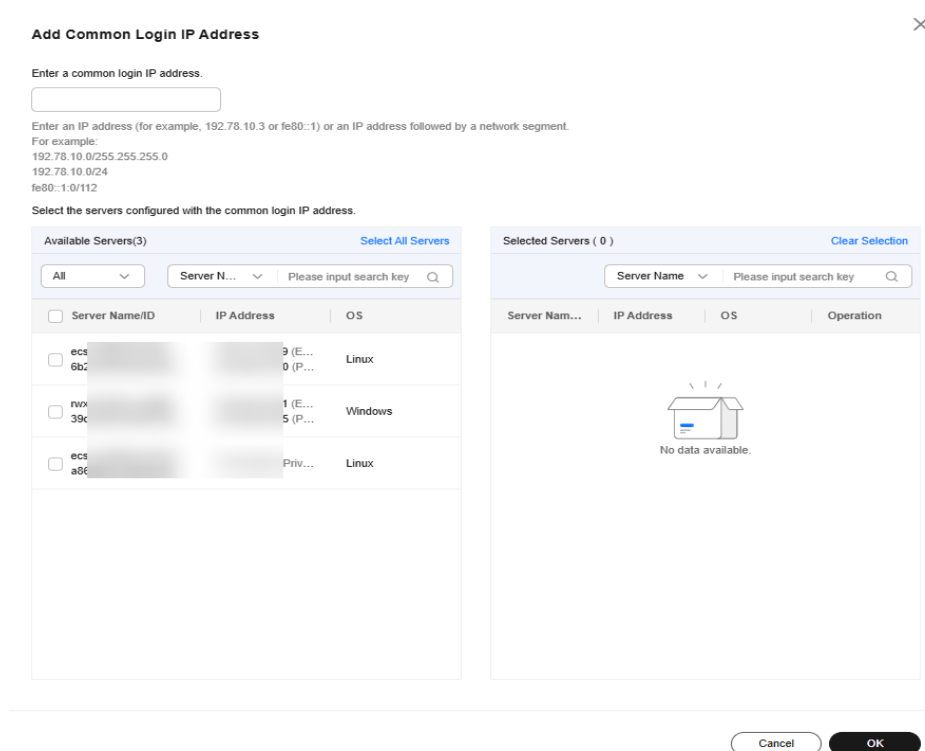 Add Common Login IP Address
Enter a common login IP address.
Enter an IP address (for example, 192.78.10.3 or fe80::1) or an IP address followed by a network segment.
For example:
192.78.10.0/255.255.255.0
192.78.10.0/24
fe80::1:0/112
Select the servers configured with the common login IP address.
Available Servers(3) Select All Servers
All Server N... Please input search key
Server Name/ID IP Address OS
ecs 9 (E... Linux
6b2 0 (P...
rwx 1 (E... Windows
39c 5 (P...
ecs Priv... Linux
a86
Selected Servers ( 0 ) Clear Selection
Server Name Please input search key
Server Nam... IP Address OS Operation
No data available.
Cancel OK